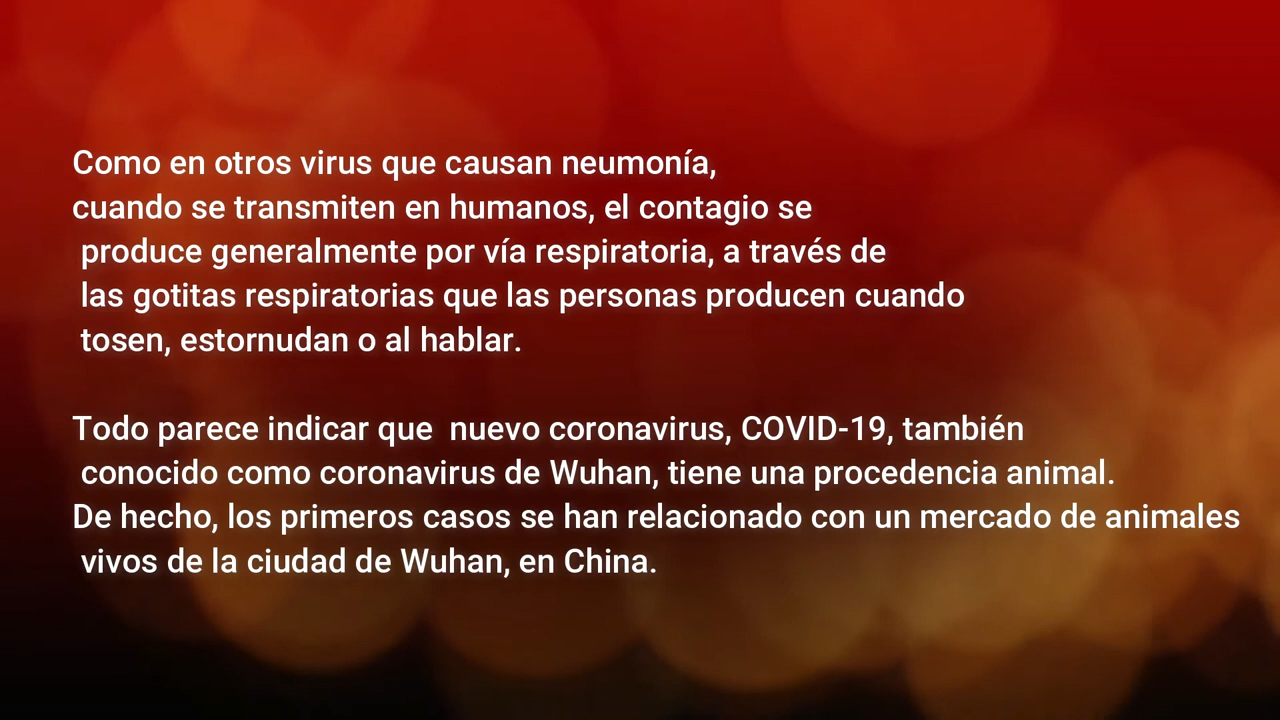 Como en otros virus que causan neumonía,
cuando se transmiten en humanos, el contagio se
produce generalmente por vía respiratoria, a través de
las gotitas respiratorias que las personas producen cuando
tosen, estornudan o al hablar.
Todo parece indicar que  nuevo coronavirus, COVID-19, también
conocido como coronavirus de Wuhan, tiene una procedencia animal.
De hecho, los primeros casos se han relacionado con un mercado de animales
vivos de la ciudad de Wuhan, en China.